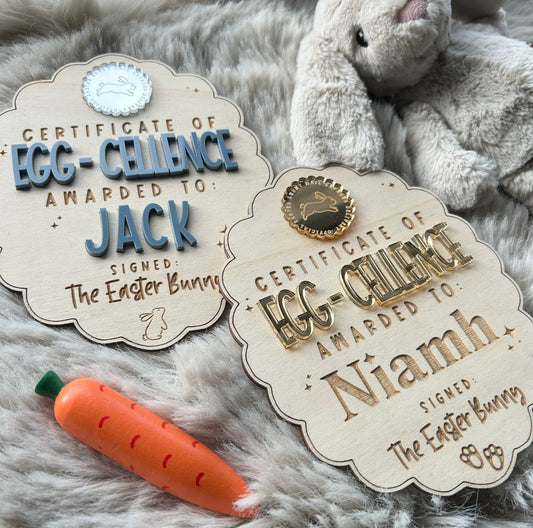 CERTIFICATE OF
EGG-CELLENCE
AWARDED TO:
JACK
SIGNED:
The Easter Bunny
CERTIFICATE OF
EGG-CELLENCE
AWARDED TO:
Niamh
SIGNED:
The Easter Bunny